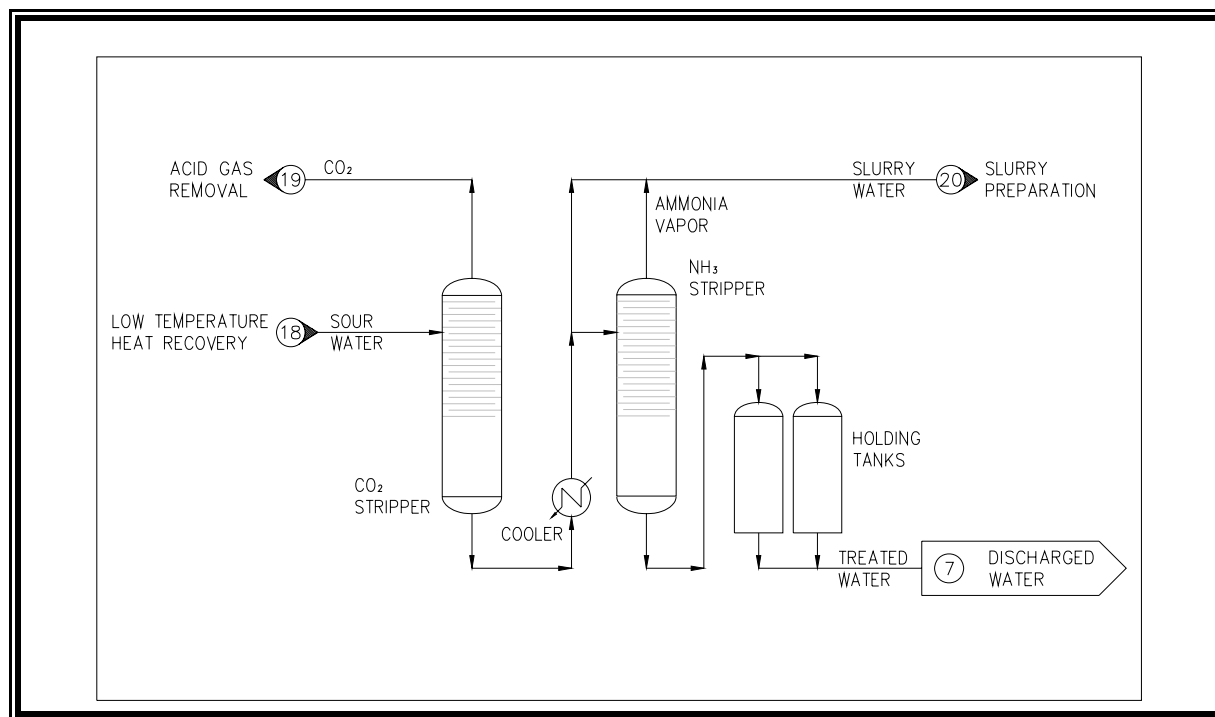 ACID GAS
REMOVAL
19
CO₂
SLURRY
WATER
20
SLURRY
PREPARATION
AMMONIA
VAPOR
NH₃
STRIPPER
LOW TEMPERATURE
HEAT RECOVERY
18
SOUR
WATER
HOLDING
TANKS
CO₂
STRIPPER
COOLER
TREATED
WATER
7
DISCHARGED
WATER